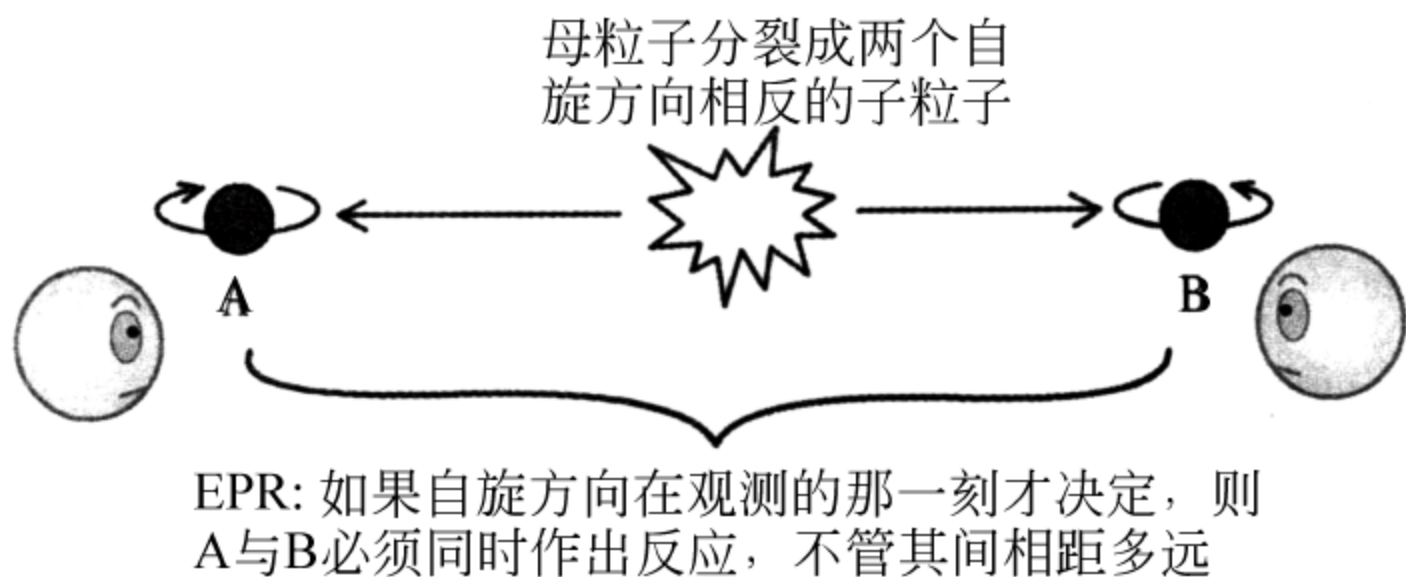 母粒子分裂成两个自
旋方向相反的子粒子
A
B
EPR: 如果自旋方向在观测的那一刻才决定，则
A与B必须同时作出反应，不管其间相距多远